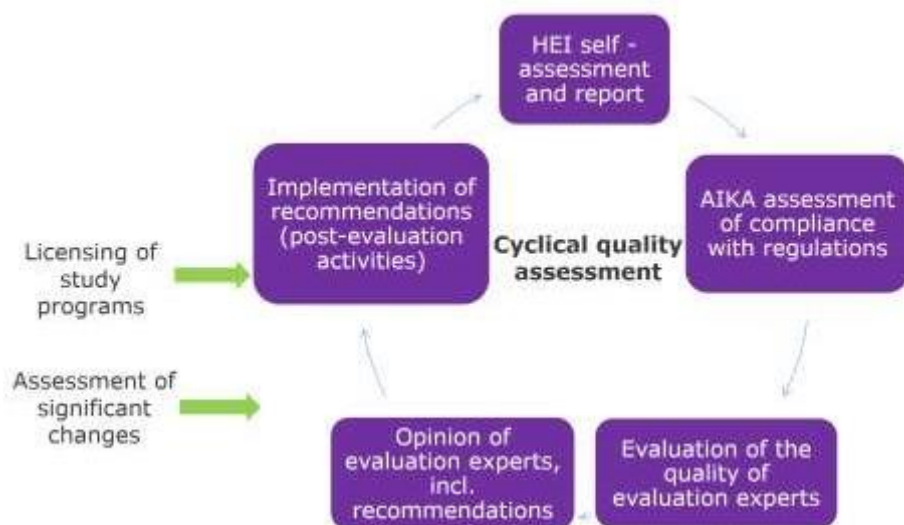 HEI self -
assessment
and report
Implementation of
recommendations
(post-evaluation
activities)
Cyclical quality
assessment
AIKA assessment
of compliance
with regulations
Licensing of
study
programs
Assessment of
significant
changes
Opinion of
evaluation experts,
incl.
recommendations
Evaluation of the
quality of
evaluation experts